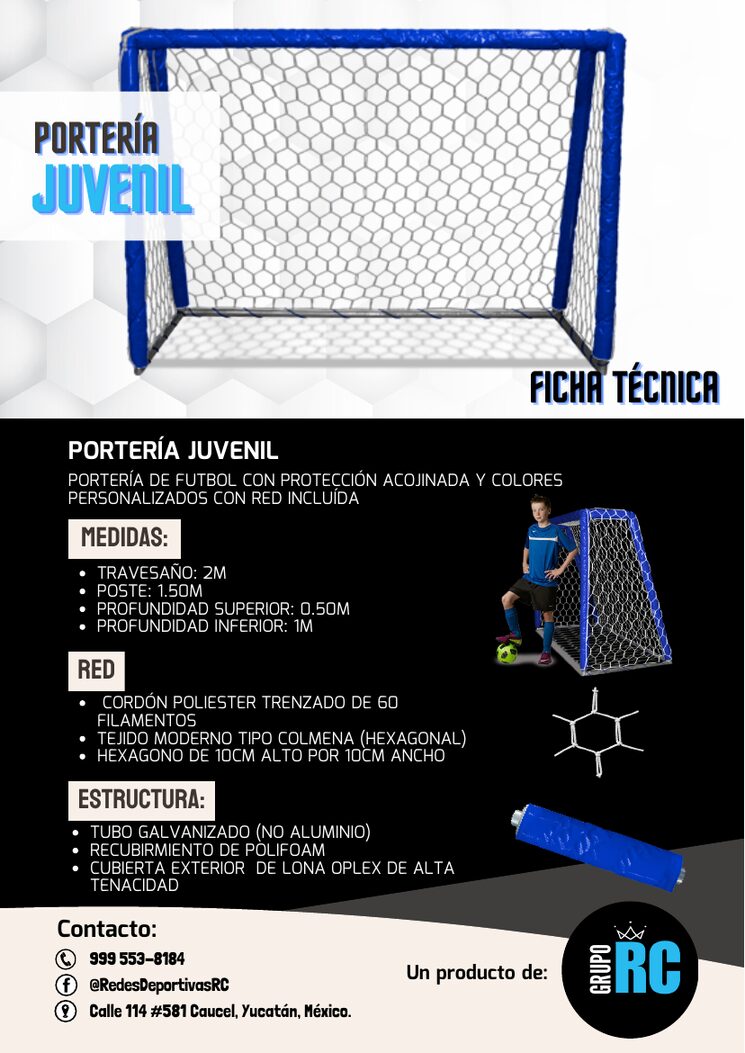 PORTERÍA
JUVENIL
FICHA TÉCNICA
PORTERÍA JUVENIL
PORTERÍA DE FUTBOL CON PROTECCIÓN ACOJINADA Y COLORES
PERSONALIZADOS CON RED INCLUÍDA
MEDIDAS:
• TRAVESAÑO: 2M
• POSTE: 1.50M
• PROFUNDIDAD SUPERIOR: 0.50M
• PROFUNDIDAD INFERIOR: 1M
RED
• CORDÓN POLIESTER TRENZADO DE 60
FILAMENTOS
• TEJIDO MODERNO TIPO COLMENA (HEXAGONAL)
• HEXAGONO DE 10CM ALTO POR 10CM ANCHO
ESTRUCTURA:
• TUBO GALVANIZADO (NO ALUMINIO)
• RECUBIRMIENTO DE POLIFOAM
• CUBIERTA EXTERIOR DE LONA OPLEX DE ALTA
TENACIDAD
Contacto:
999 553-8184
@RedesDeportivasRC
Calle 114 #581 Caucel, Yucatán, México.
Un producto de:
GRUPO
RC